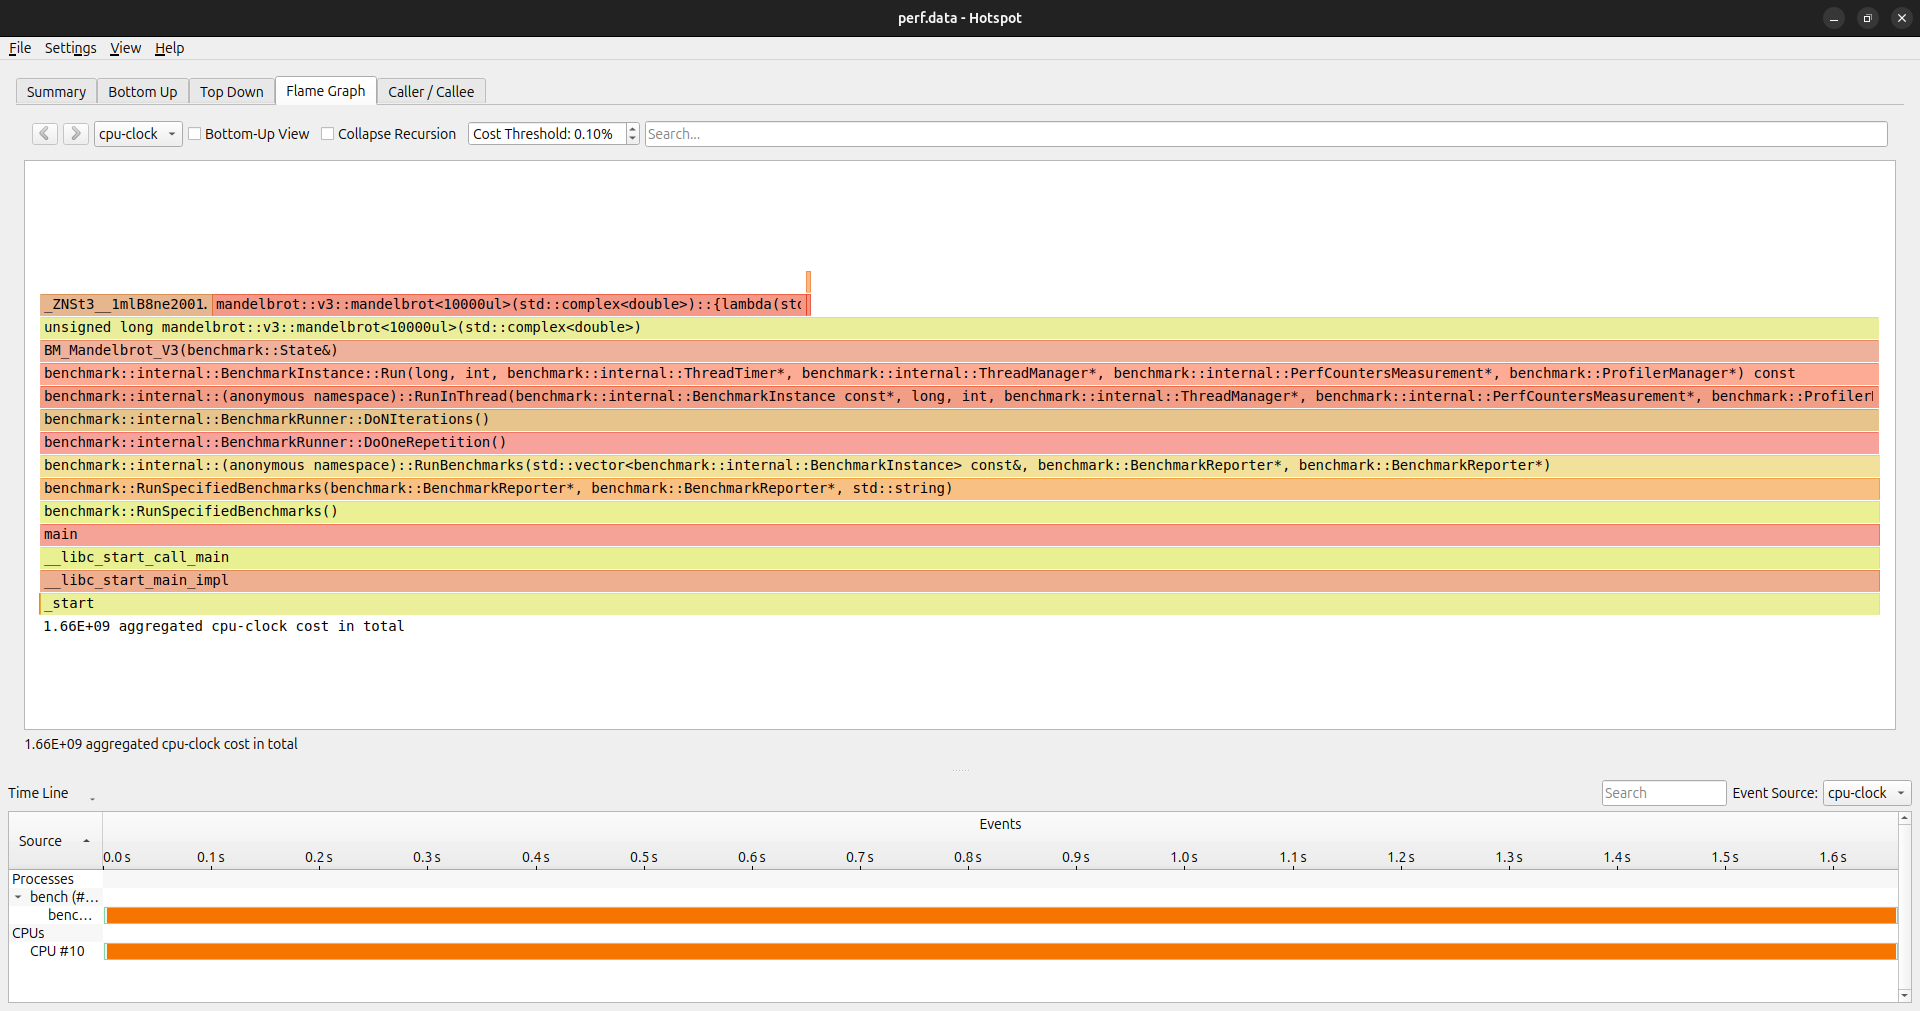 perf.data - Hotspot
File Settings View Help
Summary Bottom Up Top Down Flame Graph Caller / Callee
cpu-clock Bottom-Up View Collapse Recursion Cost Threshold: 0.10% Search...
_ZNSt3__1mlB8ne2001. mandelbrot::v3::mandelbrot<10000ul>(std::complex<double>)::{lambda(std
unsigned long mandelbrot::v3::mandelbrot<10000ul>(std::complex<double>)
BM_Mandelbrot_V3(benchmark::State&)
benchmark::internal::BenchmarkInstance::Run(long, int, benchmark::internal::ThreadTimer*, benchmark::internal::ThreadManager*, benchmark::internal::PerfCountersMeasurement*, benchmark::ProfilerManager*) const
benchmark::internal::(anonymous namespace)::RunInThread(benchmark::internal::BenchmarkInstance const*, long, int, benchmark::internal::ThreadManager*, benchmark::internal::PerfCountersMeasurement*, benchmark::Profiler
benchmark::internal::BenchmarkRunner::DoNIterations()
benchmark::internal::BenchmarkRunner::DoOneRepetition()
benchmark::internal::(anonymous namespace)::RunBenchmarks(std::vector<benchmark::internal::BenchmarkInstance> const&, benchmark::BenchmarkReporter*, benchmark::BenchmarkReporter*)
benchmark::RunSpecifiedBenchmarks(benchmark::BenchmarkReporter*, benchmark::BenchmarkReporter*, std::string)
benchmark::RunSpecifiedBenchmarks()
main
__libc_start_call_main
__libc_start_main_impl
_start
1.66E+09 aggregated cpu-clock cost in total
1.66E+09 aggregated cpu-clock cost in total
Time Line Search Event Source: cpu-clock
Source Events
0.0 s 0.1 s 0.2 s 0.3 s 0.4 s 0.5 s 0.6 s 0.7 s 0.8 s 0.9 s 1.0 s 1.1 s 1.2 s 1.3 s 1.4 s 1.5 s 1.6 s
Processes
bench (#...
benc...
CPUs
CPU #10